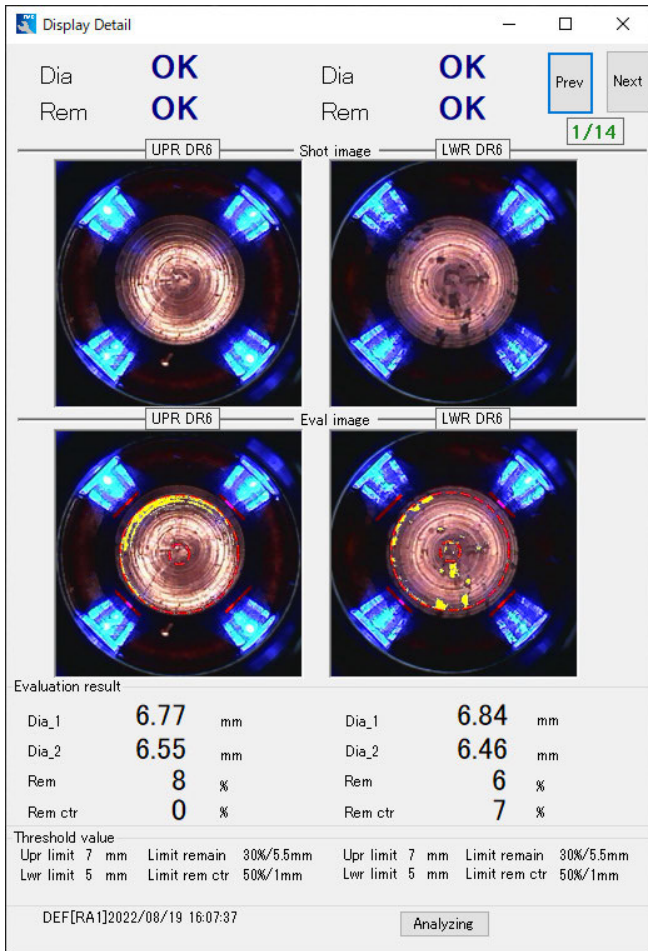 Display Detail
Dia OK Dia OK
Rem OK Rem OK
Prev Next
1/14
UPR DR6 Shot image LWR DR6
UPR DR6 Eval image LWR DR6
Evaluation result
Dia_1 6.77 mm Dia_1 6.84 mm
Dia_2 6.55 mm Dia_2 6.46 mm
Rem 8 % Rem 6 %
Rem ctr 0 % Rem ctr 7 %
Threshold value
Upr limit 7 mm Limit remain 30%/5.5mm Upr limit 7 mm Limit remain 30%/5.5mm
Lwr limit 5 mm Limit rem ctr 50%/1mm Lwr limit 5 mm Limit rem ctr 50%/1mm
DEF[RA1]2022/08/19 16:07:37 Analyzing